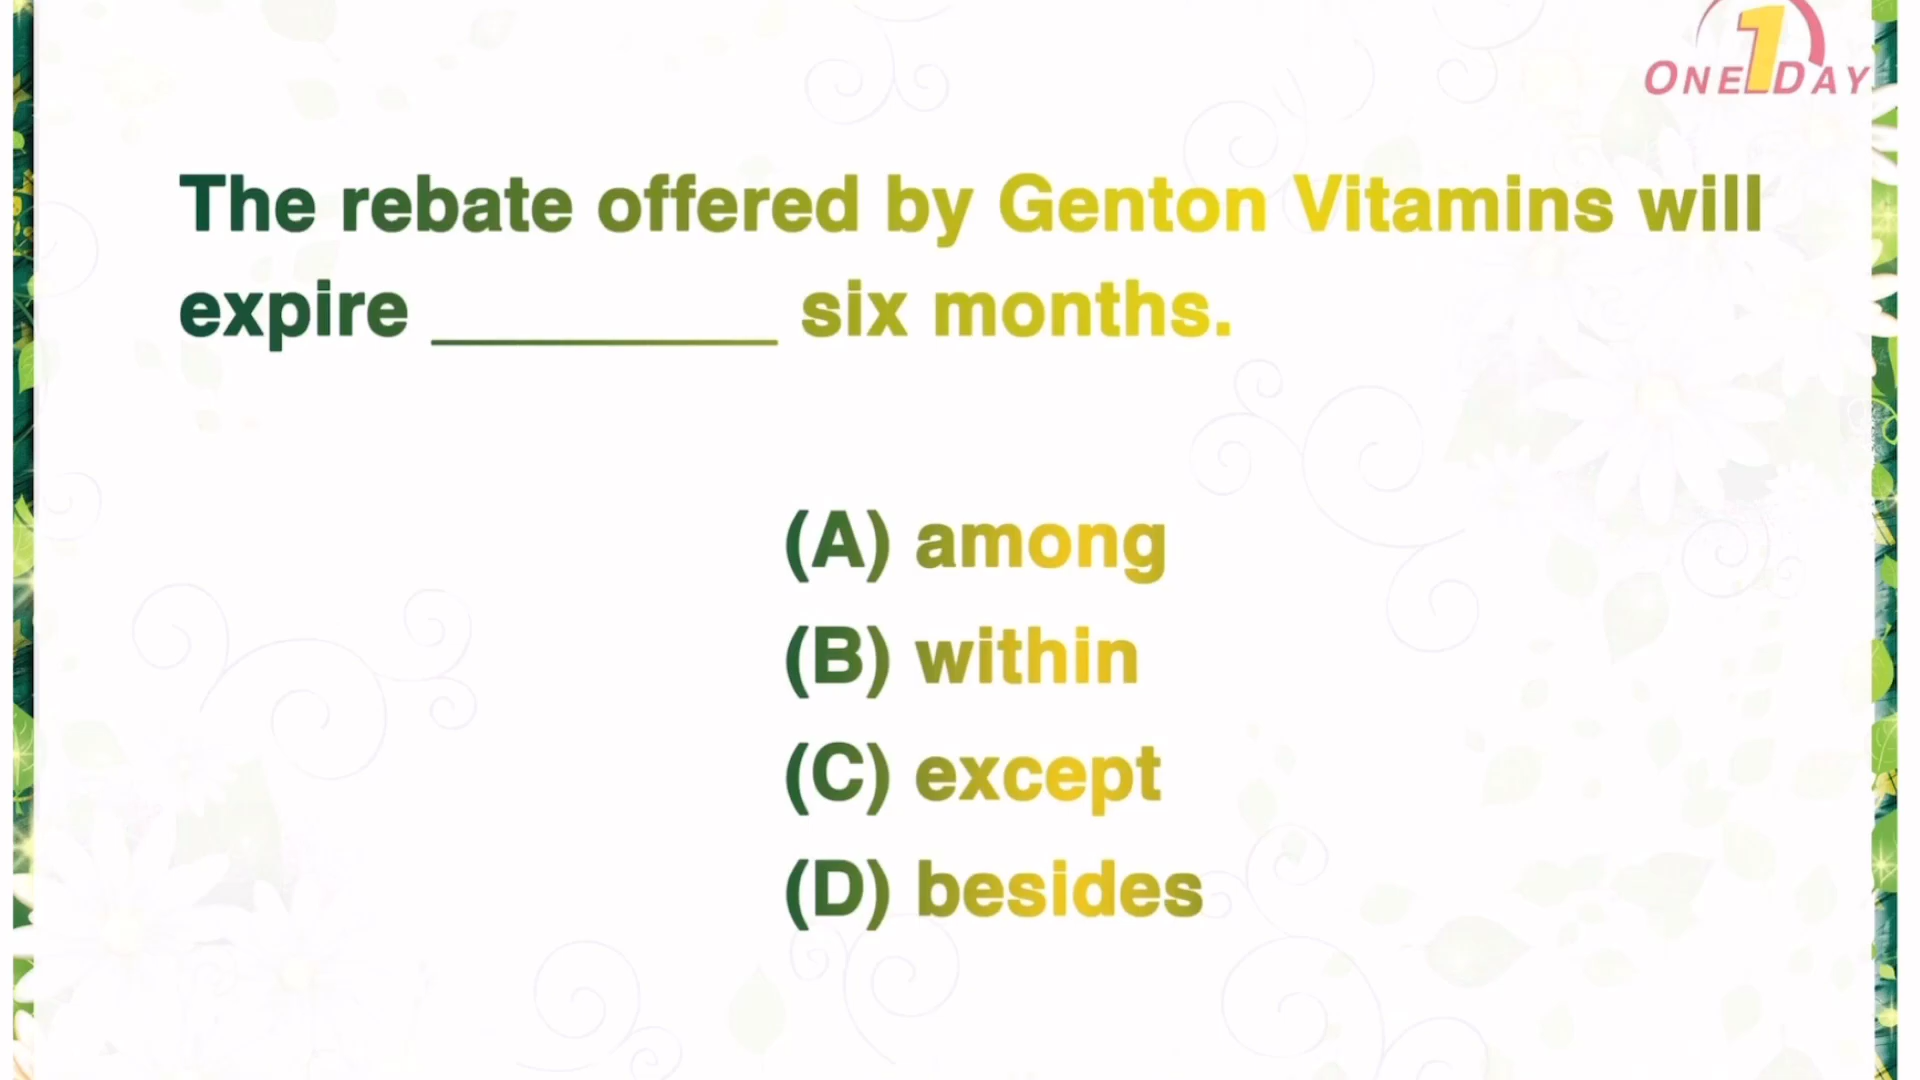 ONE 1 DAY
The rebate offered by Genton Vitamins will
expire __________ six months.
(A) among
(B) within
(C) except
(D) besides